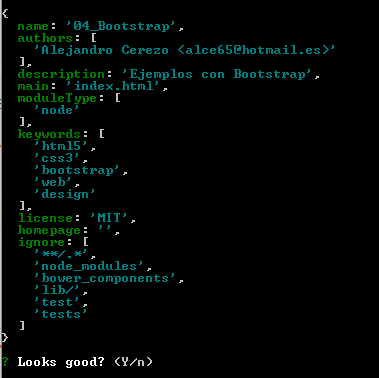 {
  name: '04_Bootstrap',
  authors: [
    'Alejandro Cerezo <alce65@hotmail.es>'
  ],
  description: 'Ejemplos con Bootstrap',
  main: 'index.html',
  moduleType: [
    'node'
  ],
  keywords: [
    'html5',
    'css3',
    'bootstrap',
    'web',
    'design'
  ],
  license: 'MIT',
  homepage: '',
  ignore: [
    '**/.*',
    'node_modules',
    'bower_components',
    'lib/',
    'test',
    'tests'
  ]
}
? Looks good? (Y/n)